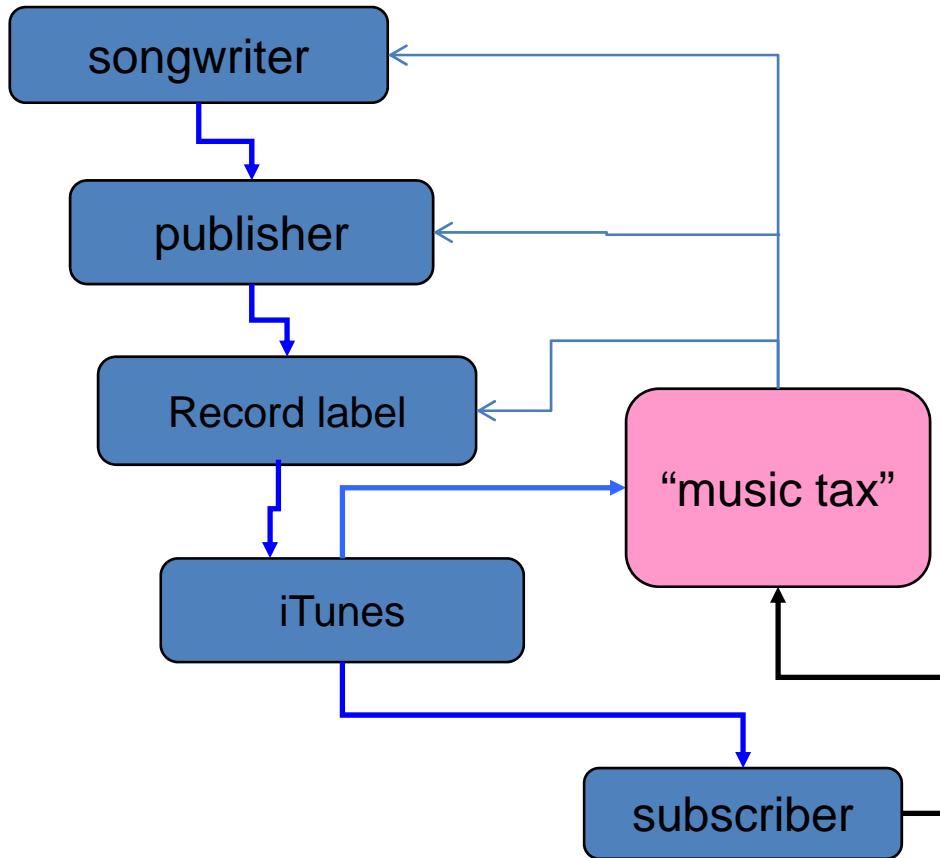 songwriter
publisher
Record label
“music tax”
iTunes
subscriber